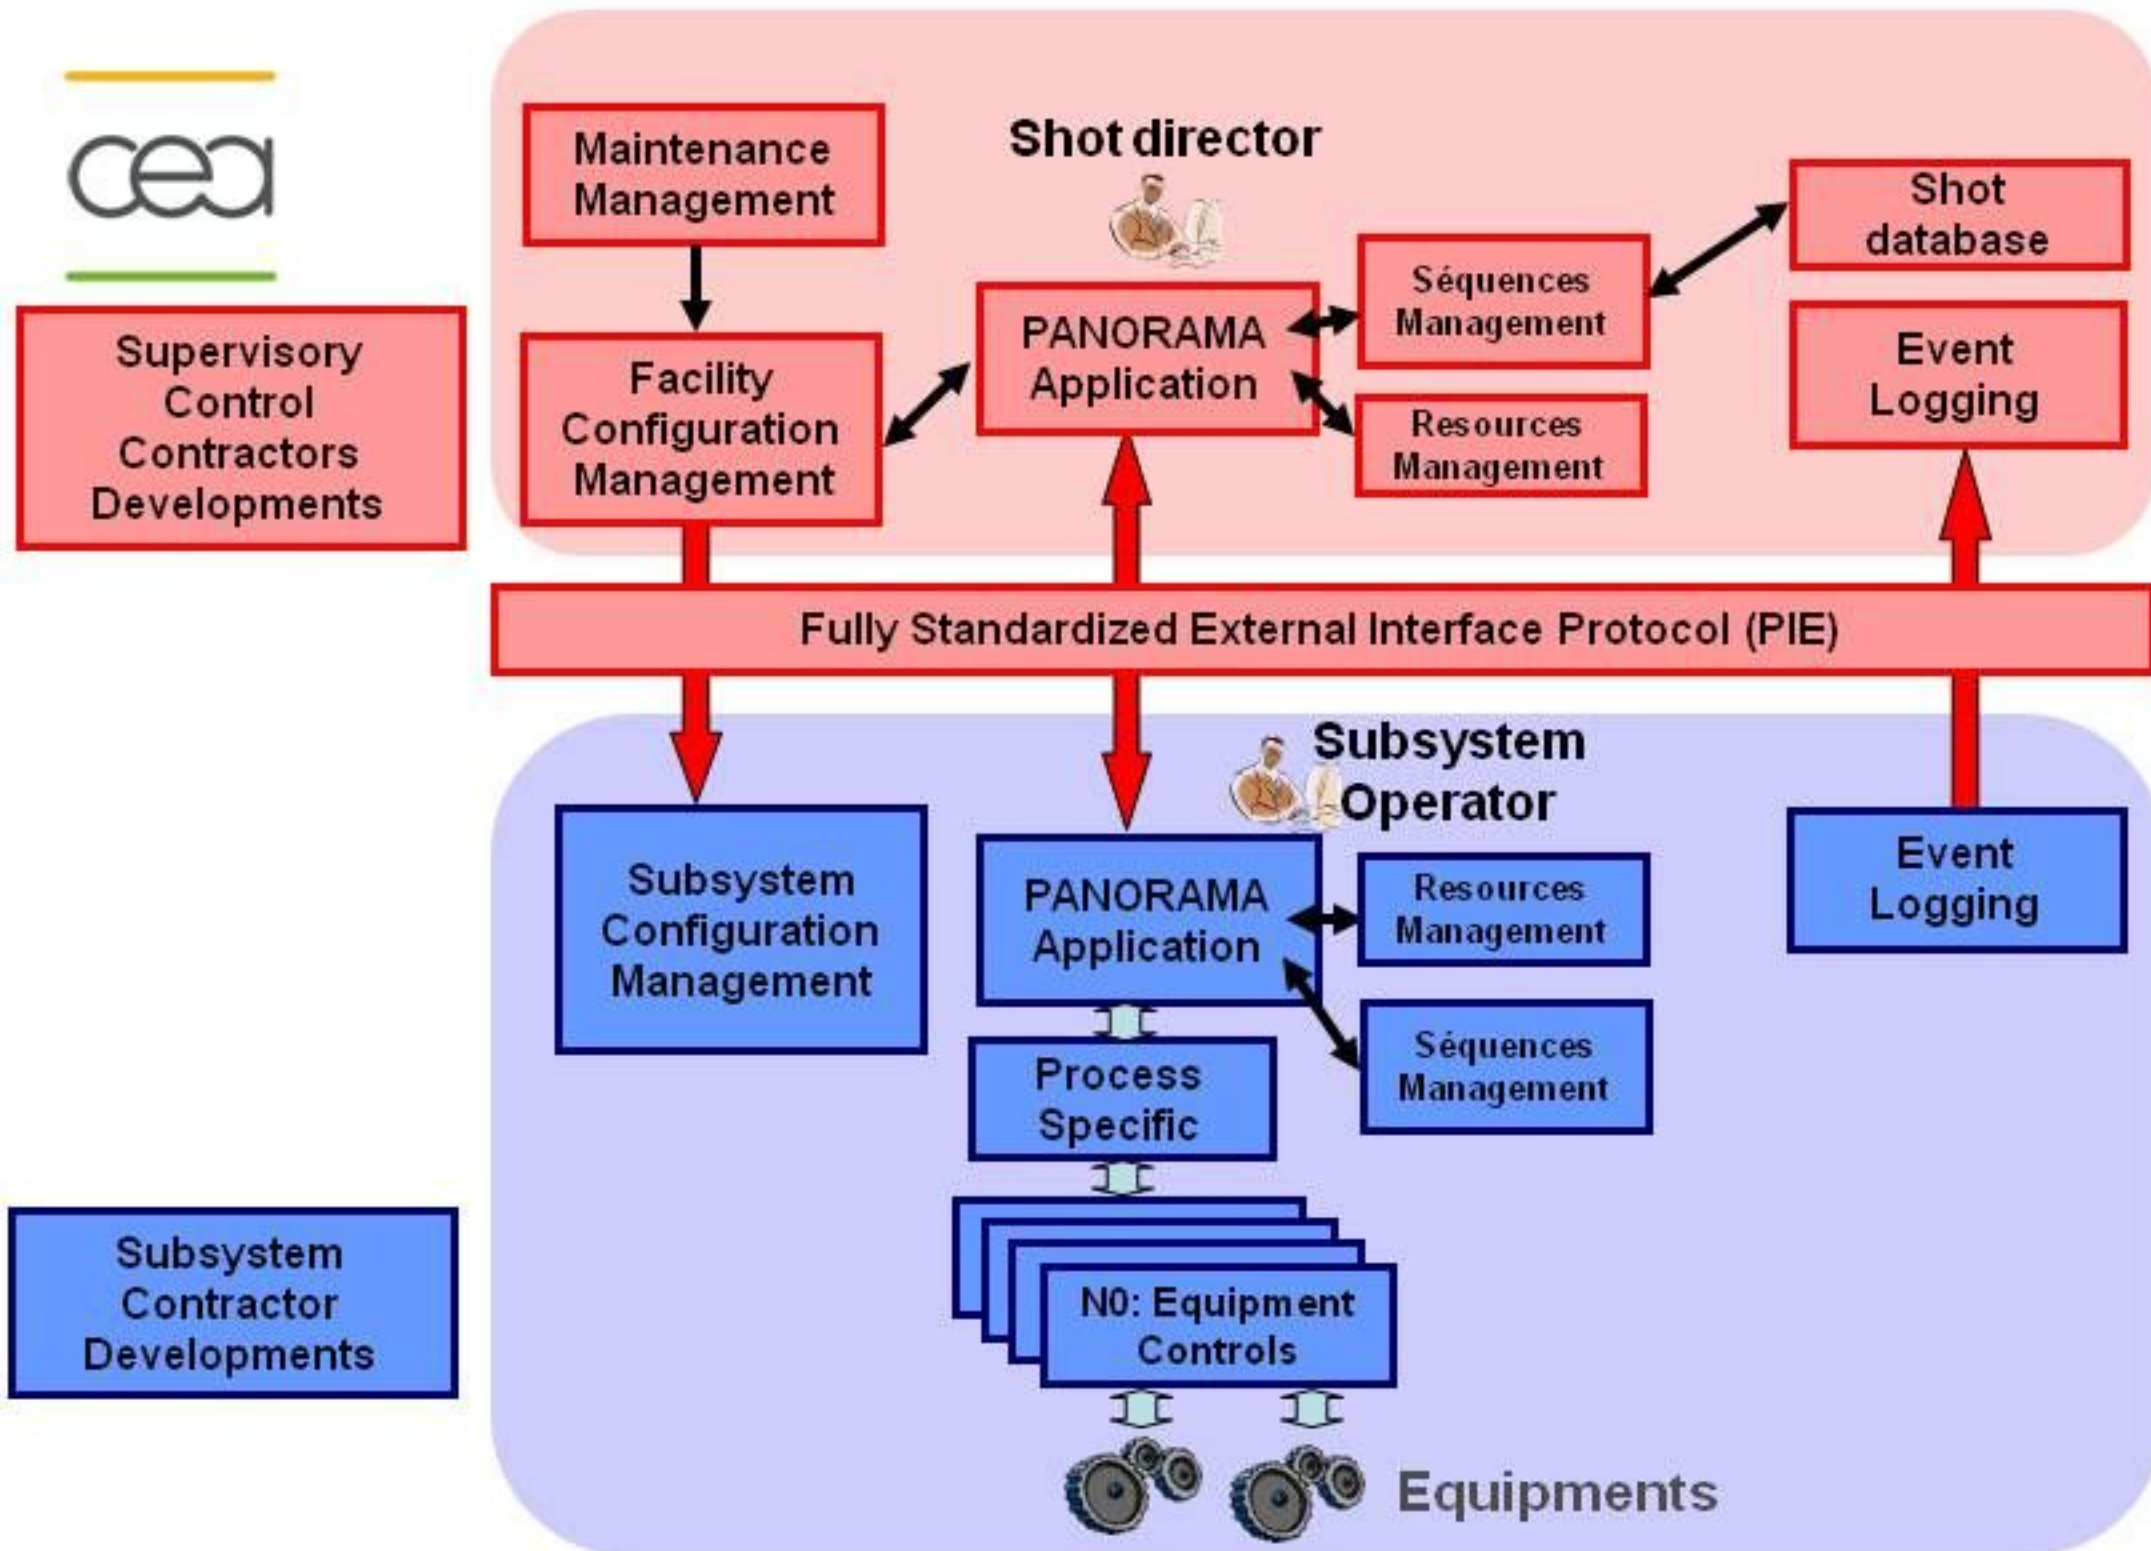 cea
Supervisory
Control
Contractors
Developments
Maintenance
Management
Facility
Configuration
Management
Shot director
PANORAMA
Application
Séquences
Management
Resources
Management
Shot
database
Event
Logging
Fully Standardized External Interface Protocol (PIE)
Subsystem
Operator
Subsystem
Configuration
Management
PANORAMA
Application
Resources
Management
Séquences
Management
Event
Logging
Process
Specific
N0: Equipment
Controls
Equipments
Subsystem
Contractor
Developments